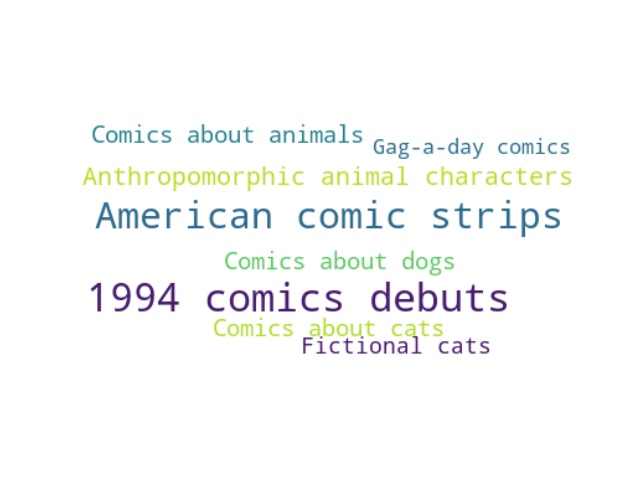 Comics about animals
Gag-a-day comics
Anthropomorphic animal characters
American comic strips
Comics about dogs
1994 comics debuts
Comics about cats
Fictional cats